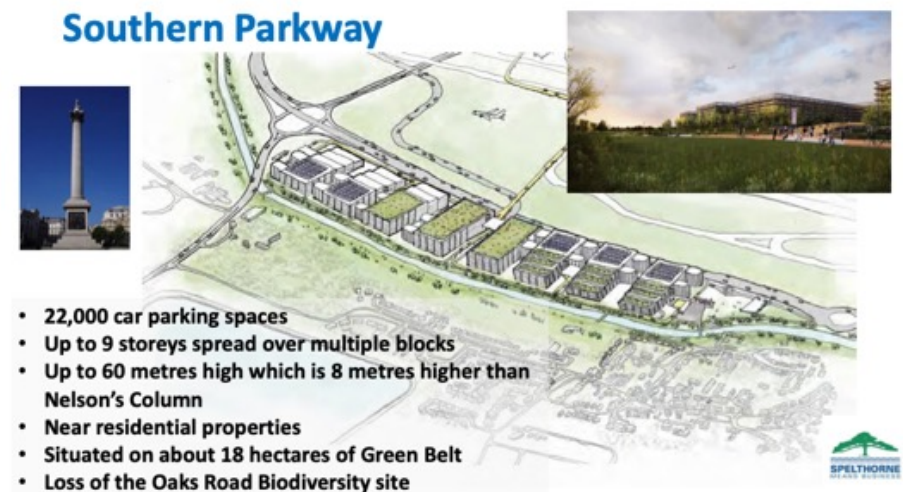 Southern Parkway
• 22,000 car parking spaces
• Up to 9 storeys spread over multiple blocks
• Up to 60 metres high which is 8 metres higher than
Nelson's Column
• Near residential properties
• Situated on about 18 hectares of Green Belt
• Loss of the Oaks Road Biodiversity site
SPELTHORNE
MEANS BUSINESS